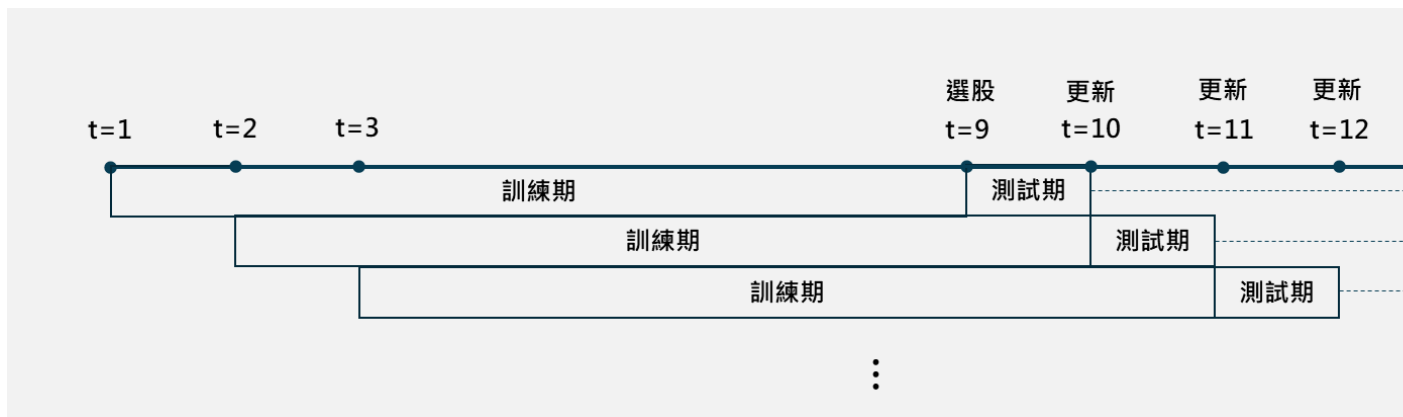 選股 更新 更新 更新
t=1 t=2 t=3 t=9 t=10 t=11 t=12
訓練期 測試期
訓練期 測試期
訓練期 測試期